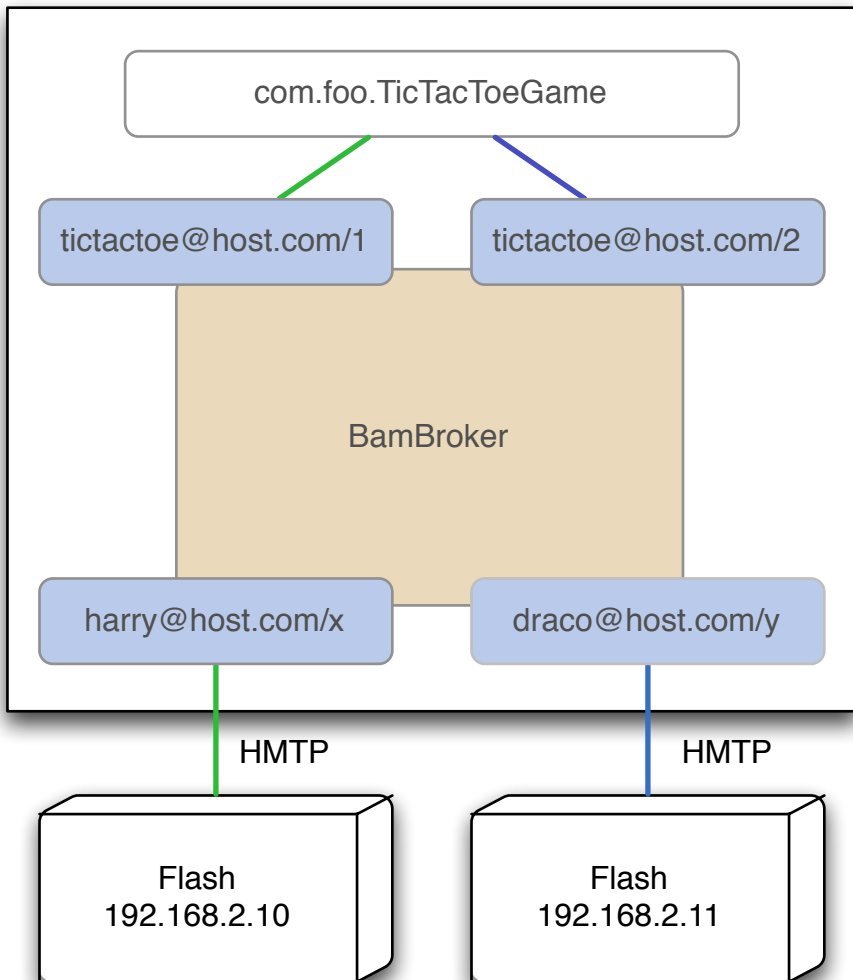 com.foo.TicTacToeGame
tictactoe@host.com/1
tictactoe@host.com/2
BamBroker
harry@host.com/x
draco@host.com/y
HMTP
HMTP
Flash
192.168.2.10
Flash
192.168.2.11